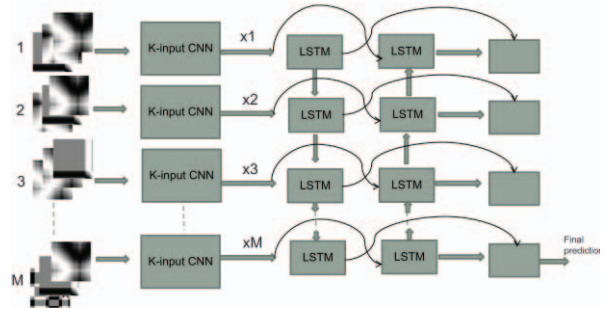 1 K-input CNN x1 LSTM LSTM
2 K-input CNN x2 LSTM LSTM
3 K-input CNN x3 LSTM LSTM
M K-input CNN xM LSTM LSTM
Final
prediction